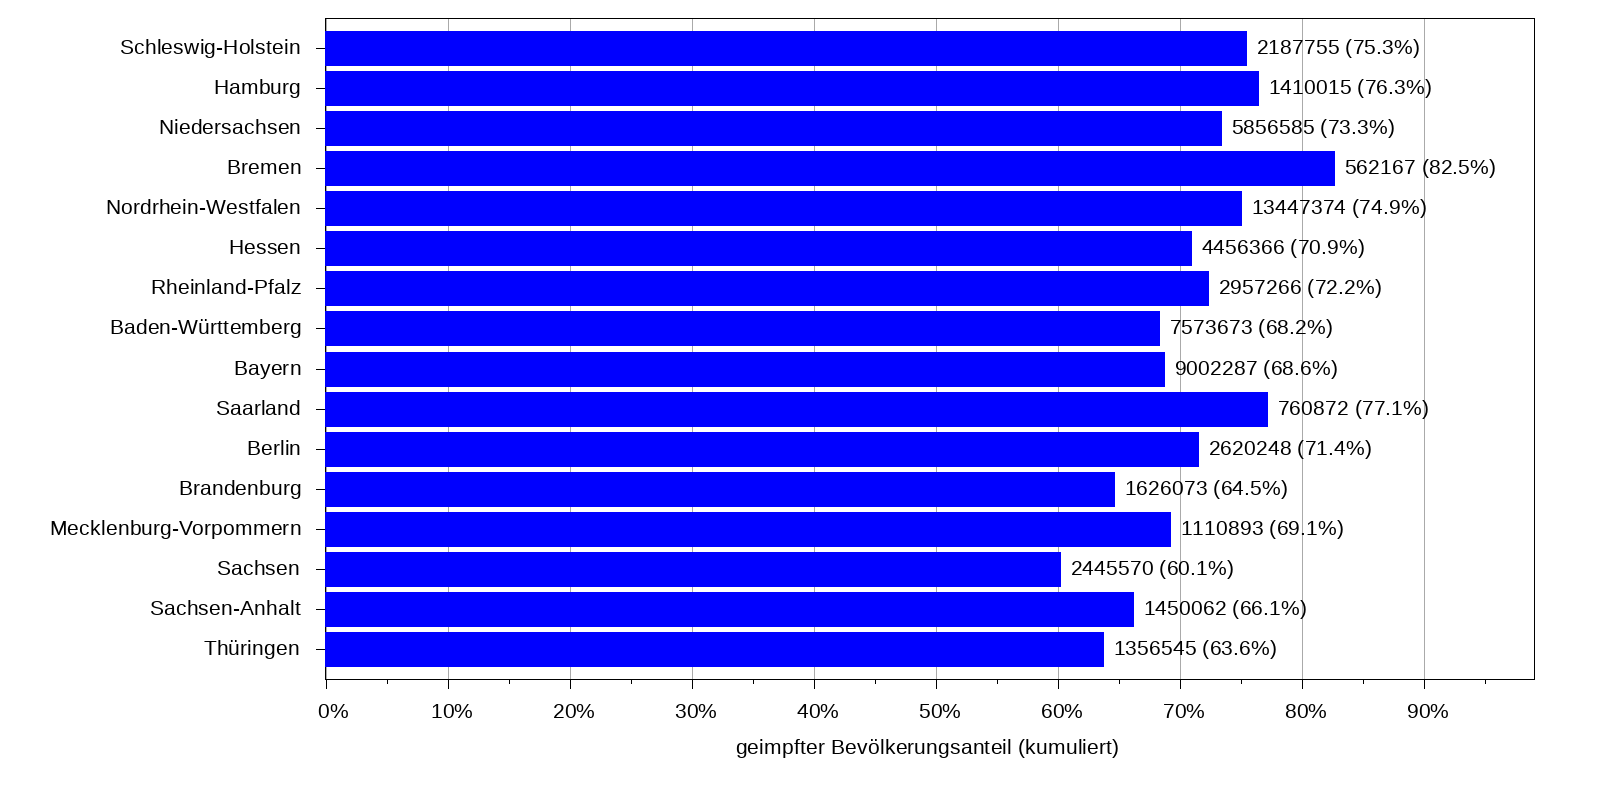 Schleswig-Holstein 2187755 (75.3%)
Hamburg 1410015 (76.3%)
Niedersachsen 5856585 (73.3%)
Bremen 562167 (82.5%)
Nordrhein-Westfalen 13447374 (74.9%)
Hessen 4456366 (70.9%)
Rheinland-Pfalz 2957266 (72.2%)
Baden-Württemberg 7573673 (68.2%)
Bayern 9002287 (68.6%)
Saarland 760872 (77.1%)
Berlin 2620248 (71.4%)
Brandenburg 1626073 (64.5%)
Mecklenburg-Vorpommern 1110893 (69.1%)
Sachsen 2445570 (60.1%)
Sachsen-Anhalt 1450062 (66.1%)
Thüringen 1356545 (63.6%)
0% 10% 20% 30% 40% 50% 60% 70% 80% 90%
geimpfter Bevölkerungsanteil (kumuliert)